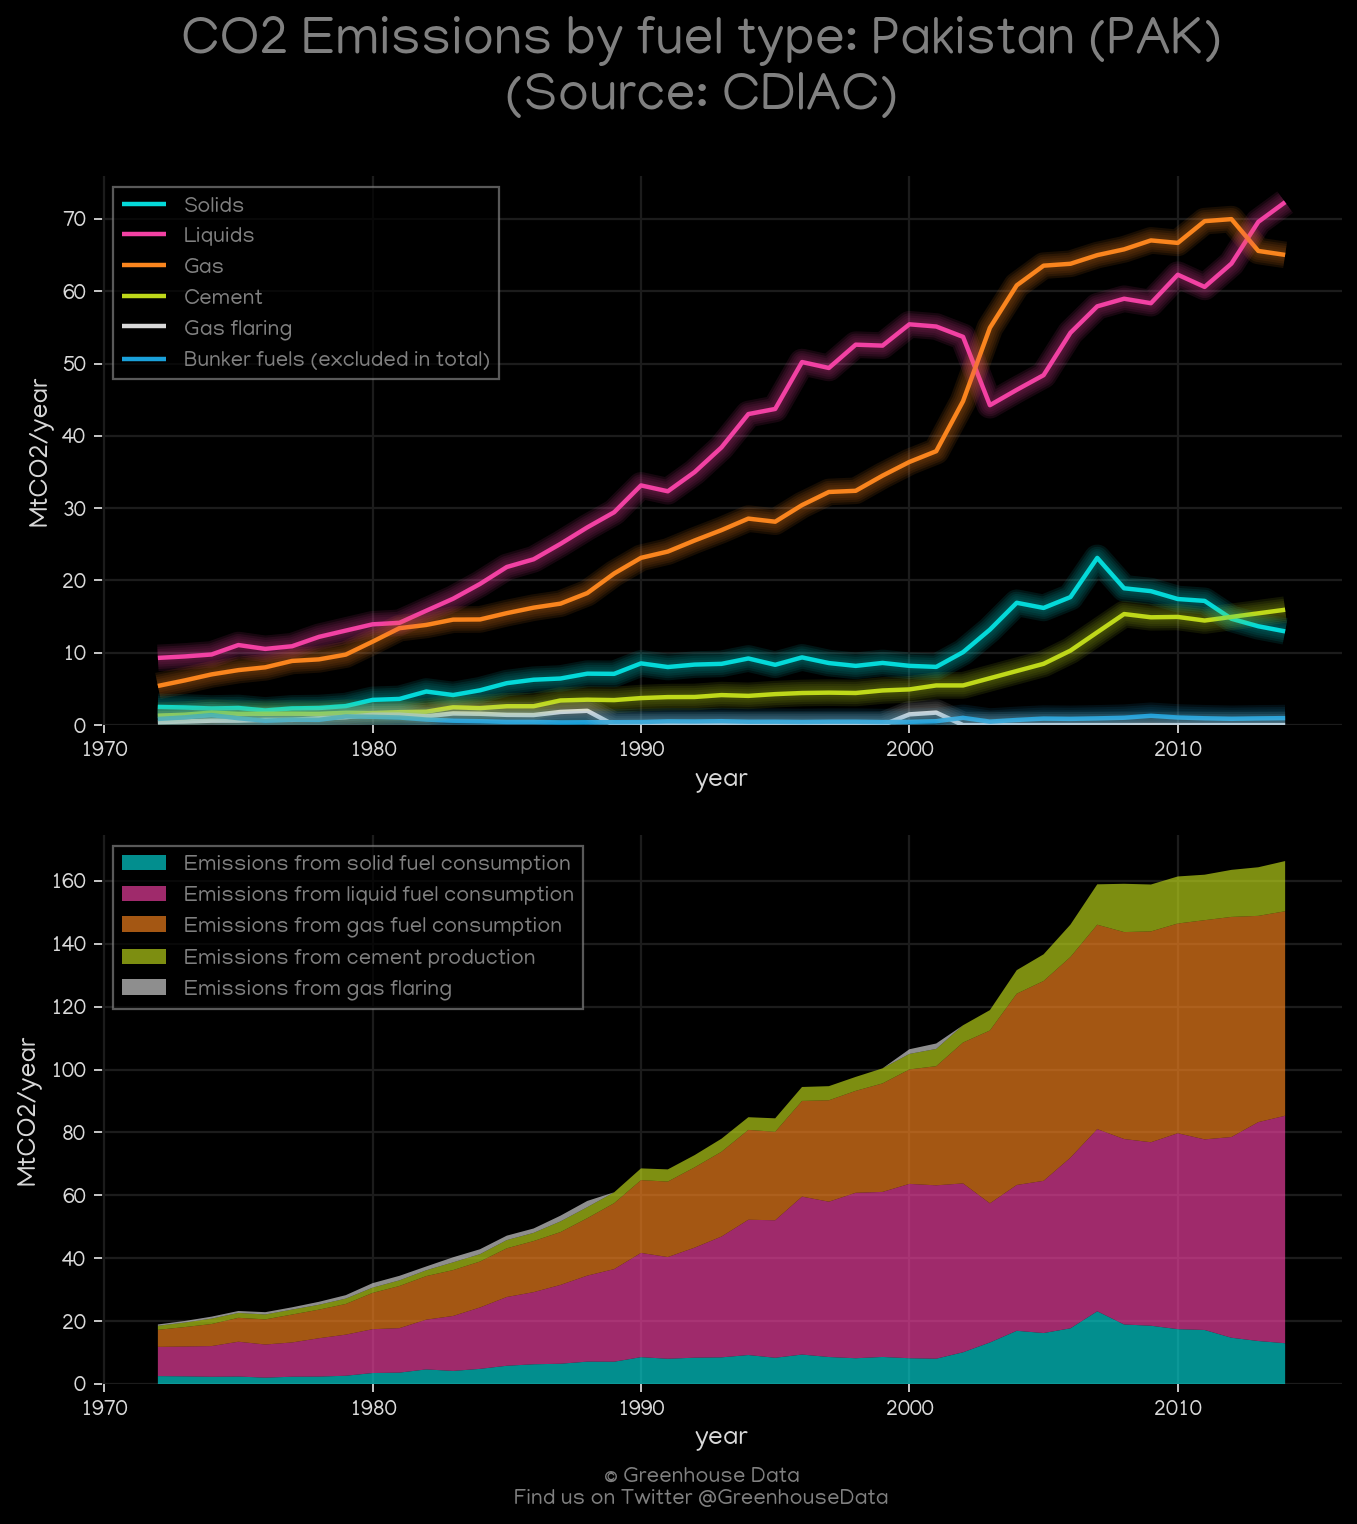 CO2 Emissions by fuel type: Pakistan (PAK)
(Source: CDIAC)
Solids
Liquids
Gas
Cement
Gas flaring
Bunker fuels (excluded in total)
MtCO2/year
70
60
50
40
30
20
10
0
1970
1980
1990
2000
2010
year
Emissions from solid fuel consumption
Emissions from liquid fuel consumption
Emissions from gas fuel consumption
Emissions from cement production
Emissions from gas flaring
MtCO2/year
160
140
120
100
80
60
40
20
0
1970
1980
1990
2000
2010
year
© Greenhouse Data
Find us on Twitter @GreenhouseData